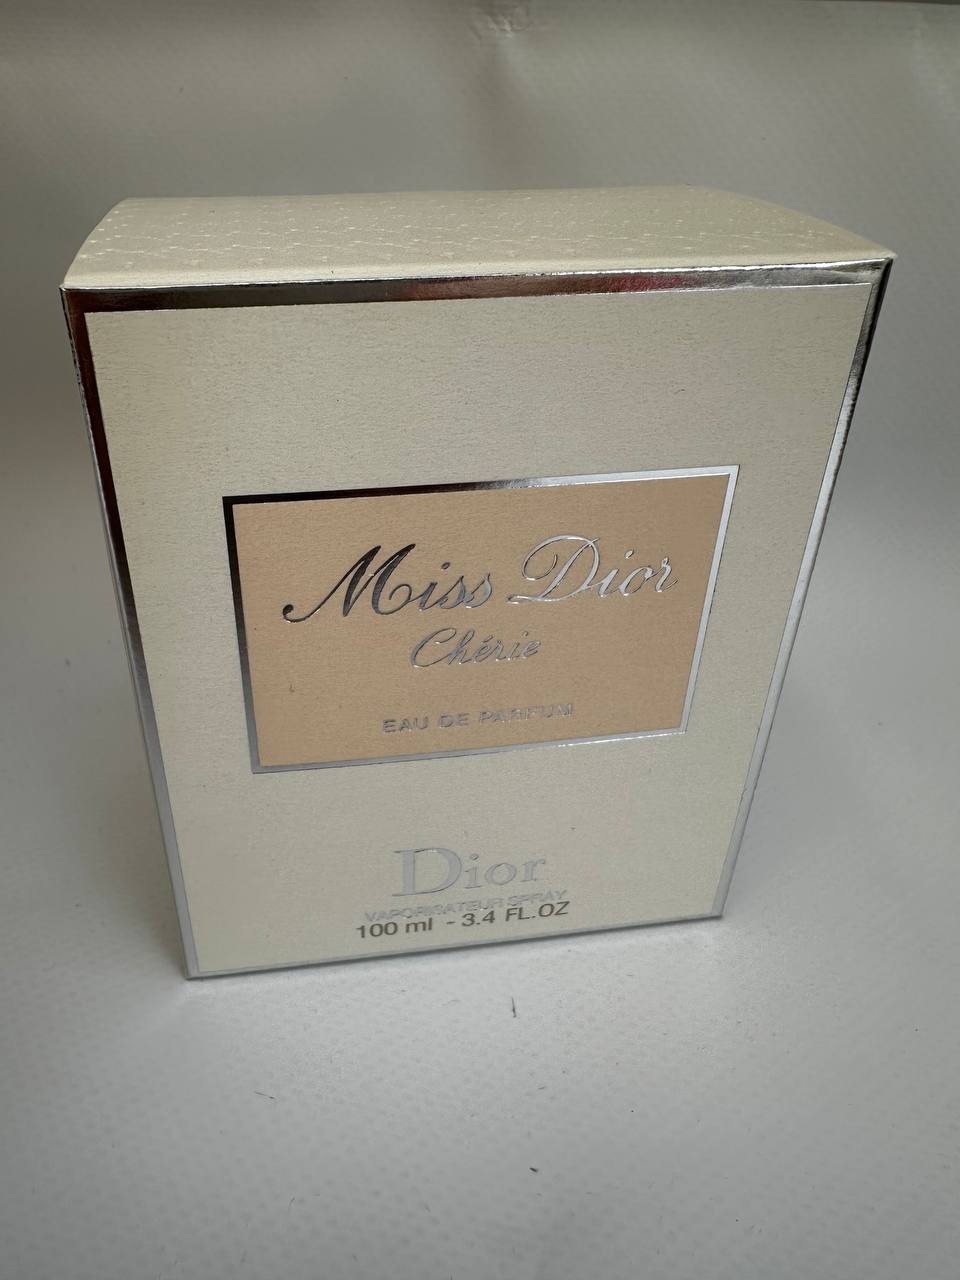 Miss Dior
Chérie
EAU DE PARFUM
Dior
VAPORISATEUR SPRAY
100 ml - 3.4 FL.OZ